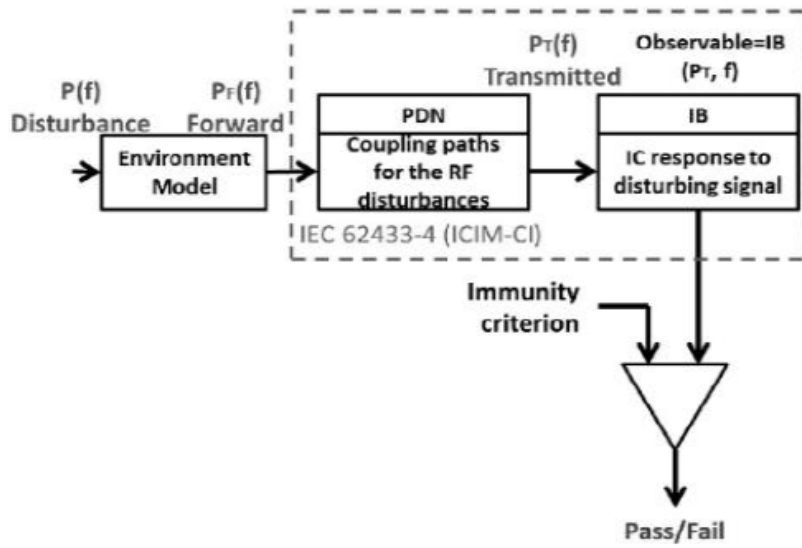 P(f)
Disturbance
PF(f)
Forward
Environment
Model
PT(f)
Transmitted
PDN
Coupling paths
for the RF
disturbances
IEC 62433-4 (ICIM-CI)
Observable=IB
(PT, f)
IB
IC response to
disturbing signal
Immunity
criterion
Pass/Fail